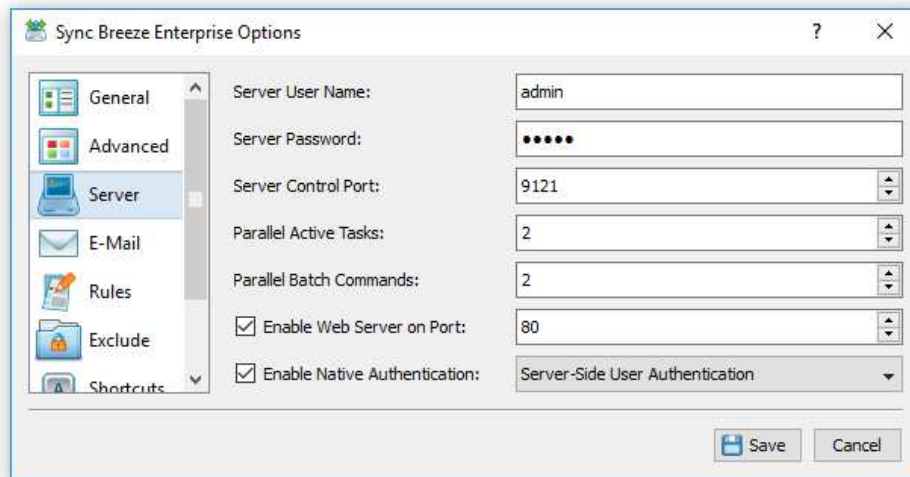 Sync Breeze Enterprise Options
?
General
Advanced
Server
E-Mail
Rules
Exclude
Shortcuts
Server User Name: admin
Server Password: •••••
Server Control Port: 9121
Parallel Active Tasks: 2
Parallel Batch Commands: 2
Enable Web Server on Port: 80
Enable Native Authentication: Server-Side User Authentication
Save Cancel